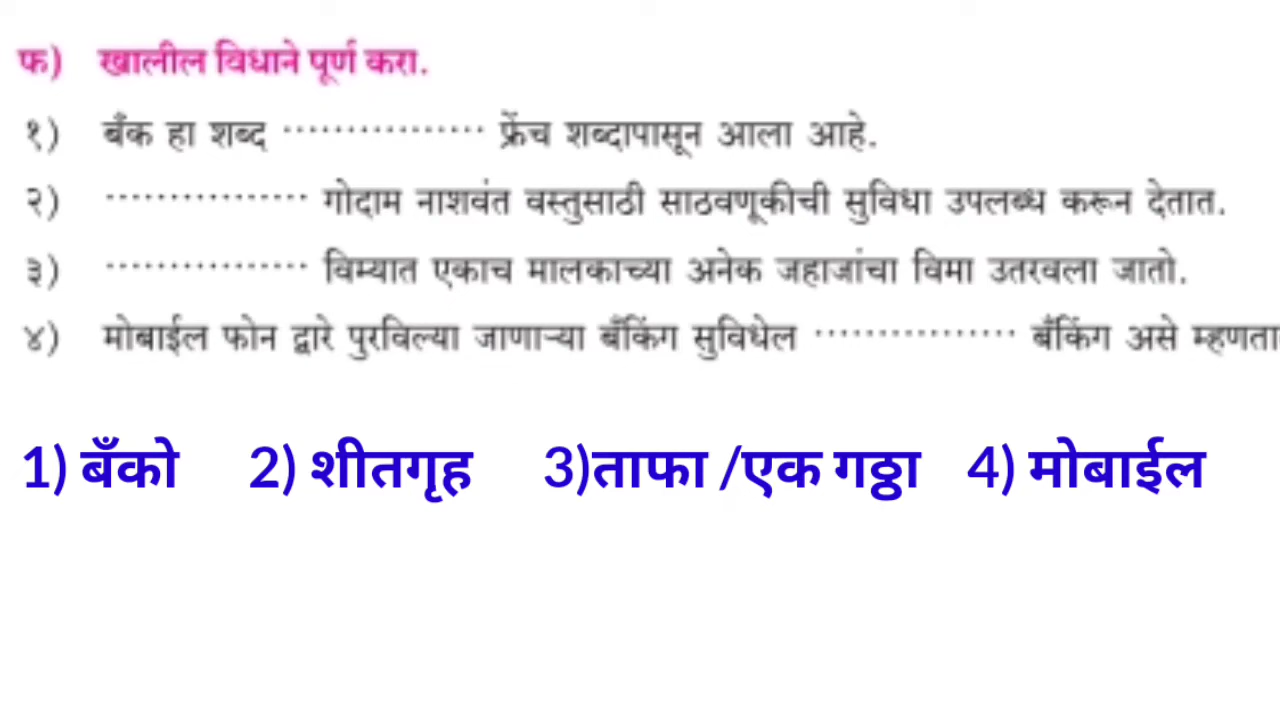 फ) खालील विधाने पूर्ण करा.
१) बँक हा शब्द ................ फ्रेंच शब्दापासून आला आहे.
२) ................ गोदाम नाशवंत वस्तुसाठी साठवणूकीची सुविधा उपलब्ध करून देतात.
३) ................ विम्यात एकाच मालकाच्या अनेक जहाजांचा विमा उतरवला जातो.
४) मोबाईल फोन द्वारे पुरविल्या जाणाऱ्या बँकिंग सुविधेल ................ बँकिंग असे म्हणता
1) बँको 2) शीतगृह 3)ताफा /एक गठ्ठा 4) मोबाईल